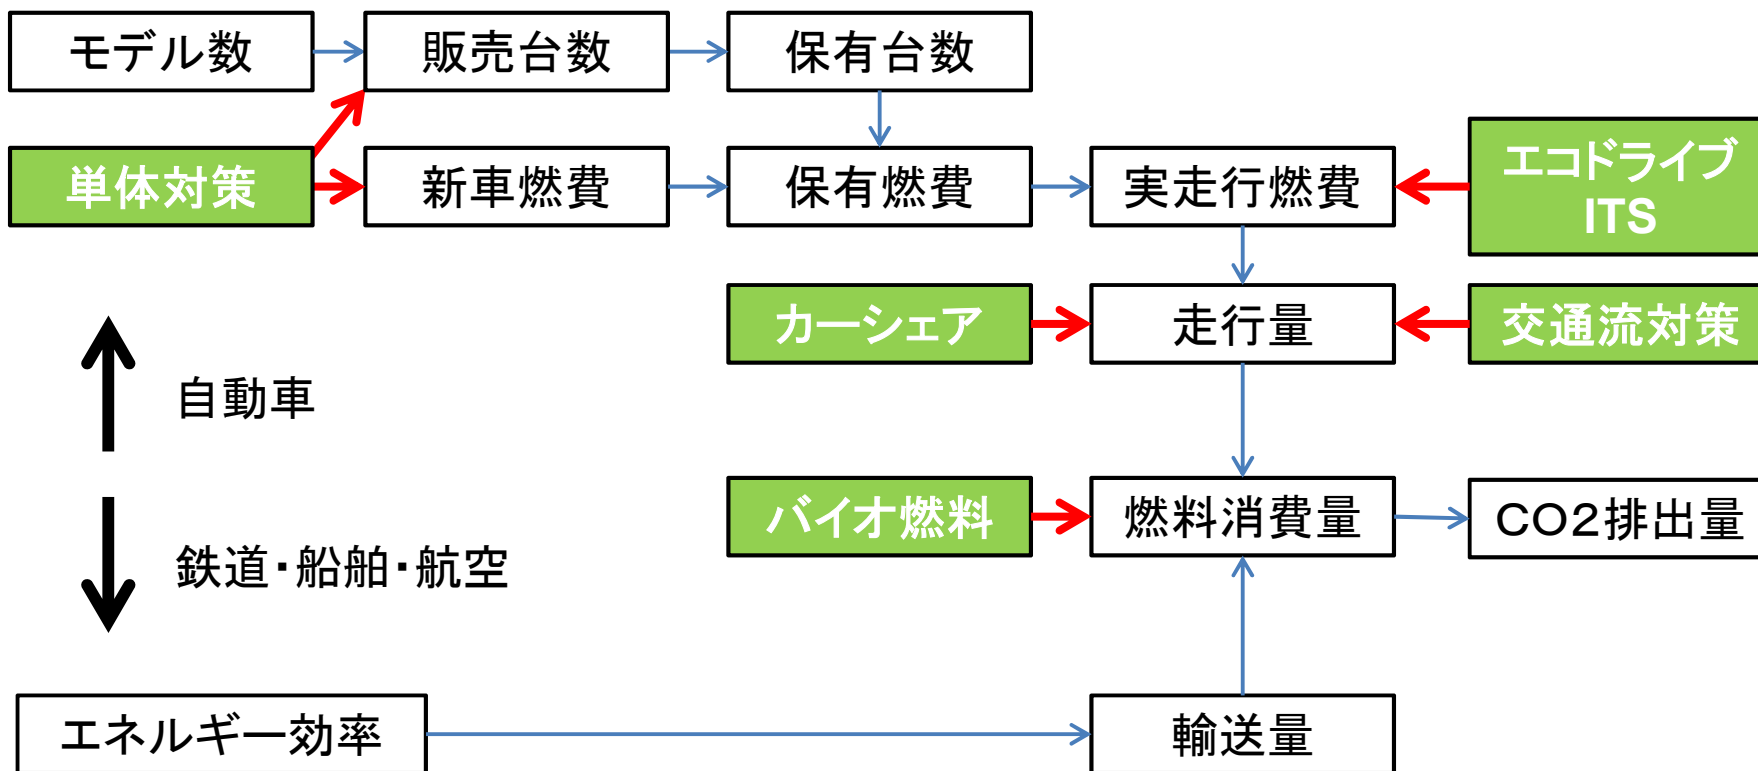 モデル数
販売台数
保有台数
単体対策
新車燃費
保有燃費
実走行燃費
エコドライブ
ITS
カーシェア
走行量
交通流対策
自動車
バイオ燃料
燃料消費量
CO2排出量
鉄道・船舶・航空
エネルギー効率
輸送量